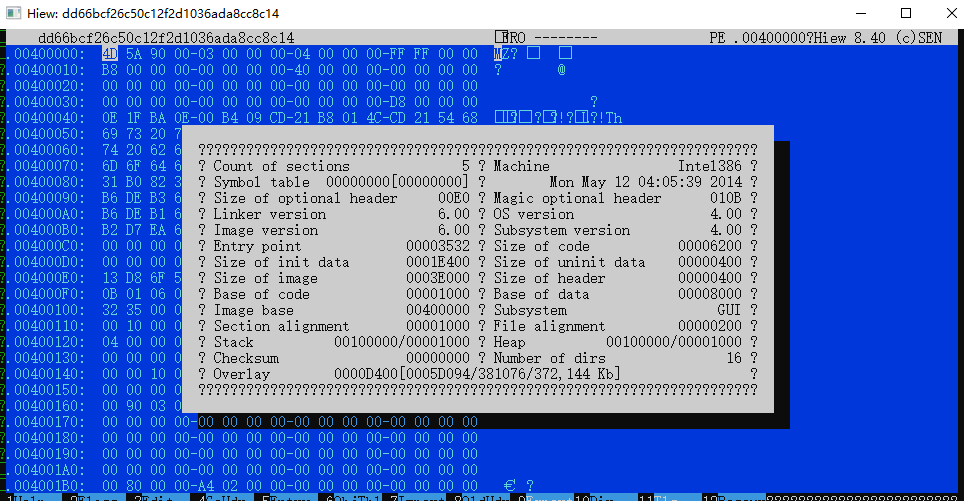 Hiew: dd66bcf26c50c12f2d1036ada8cc8c14
dd66bcf26c50c12f2d1036ada8cc8c14 FRO -------- PE .00400000?Hiew 8.40 (c)SEN
.00400000: 4D 5A 90 00-03 00 00 00-04 00 00 00-FF FF 00 00 MZ?
.00400010: B8 00 00 00-00 00 00 00-40 00 00 00-00 00 00 00 ? @
.00400020: 00 00 00 00-00 00 00 00-00 00 00 00-00 00 00 00
.00400030: 00 00 00 00-00 00 00 00-00 00 00 00-D8 00 00 00 ?
.00400040: 0E 1F BA 0E-00 B4 09 CD-21 B8 01 4C-CD 21 54 68 ?!?!Th
.00400050: 69 73 20 7
.00400060: 74 20 62 6 ??????????????????????????????????????????????????????????????????????
.00400070: 6D 6F 64 6 ? Count of sections 5 ? Machine Intel386 ?
.00400080: 31 B0 82 3 ? Symbol table 00000000[00000000] ? Mon May 12 04:05:39 2014 ?
.00400090: B6 DE B3 6 ? Size of optional header 00E0 ? Magic optional header 010B ?
.004000A0: B6 DE B1 6 ? Linker version 6.00 ? OS version 4.00 ?
.004000B0: B2 D7 EA 6 ? Image version 6.00 ? Subsystem version 4.00 ?
.004000C0: 00 00 00 0 ? Entry point 00003532 ? Size of code 00006200 ?
.004000D0: 00 00 00 0 ? Size of init data 0001E400 ? Size of uninit data 00000400 ?
.004000E0: 13 D8 6F 5 ? Size of image 0003E000 ? Size of header 00000400 ?
.004000F0: 0B 01 06 0 ? Base of code 00001000 ? Base of data 00008000 ?
.00400100: 32 35 00 0 ? Image base 00400000 ? Subsystem GUI ?
.00400110: 00 10 00 0 ? Section alignment 00001000 ? File alignment 00000200 ?
.00400120: 04 00 00 0 ? Stack 00100000/00001000 ? Heap 00100000/00001000 ?
.00400130: 00 00 00 0 ? Checksum 00000000 ? Number of dirs 16 ?
.00400140: 00 00 10 0 ? Overlay 0000D400[0005D094/381076/372,144 Kb] ?
.00400150: 00 00 00 0 ??????????????????????????????????????????????????????????????????????
.00400160: 00 90 03 0
.00400170: 00 00 00 00-00 00 00 00-00 00 00 00-00 00 00 00
.00400180: 00 00 00 00-00 00 00 00-00 00 00 00-00 00 00 00
.00400190: 00 00 00 00-00 00 00 00-00 00 00 00-00 00 00 00
.004001A0: 00 00 00 00-00 00 00 00-00 00 00 00-00 00 00 00
.004001B0: 00 80 00 00-A4 02 00 00-00 00 00 00-00 00 00 00 € ?